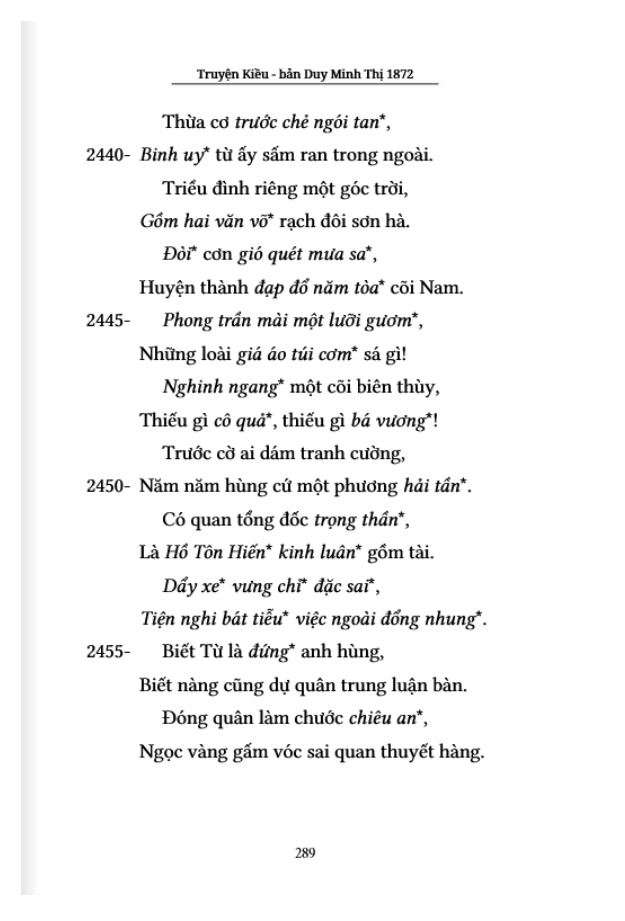 Truyện Kiều - bản Duy Minh Thị 1872
Thừa cơ trước chẻ ngói tan*,
2440- Binh uy* từ ấy sấm ran trong ngoài.
Triều đình riêng một góc trời,
Gồm hai văn võ* rạch đôi sơn hà.
Đòi* cơn gió quét mưa sa*,
Huyện thành đạp đổ năm tòa* cõi Nam.
2445- Phong trần mài một lưỡi gươm*,
Những loài giá áo túi cơm* sá gì!
Nghinh ngang* một cõi biên thùy,
Thiếu gì cô quả*, thiếu gì bá vương*!
Trước cờ ai dám tranh cường,
2450- Năm năm hùng cứ một phương hải tần*.
Có quan tổng đốc trọng thần*,
Là Hồ Tôn Hiến* kinh luân* gồm tài.
Dẩy xe* vưng chỉ* đặc sai*,
Tiện nghi bát tiễu* việc ngoài đổng nhung*.
2455- Biết Từ là đứng* anh hùng,
Biết nàng cũng dự quân trung luận bàn.
Đóng quân làm chước chiêu an*,
Ngọc vàng gấm vóc sai quan thuyết hàng.
289